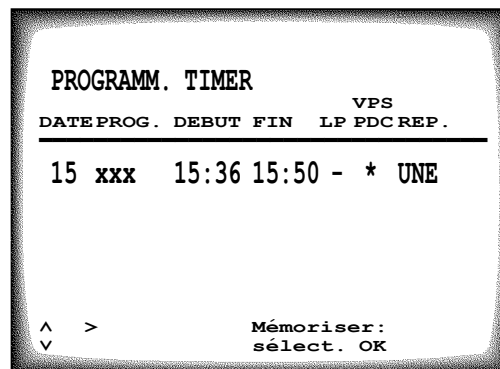 PROGRAMM. TIMER
VPS
DATE PROG. DEBUT FIN LP PDC REP.
15 xxx 15:36 15:50 - * UNE
∧ > Mémoriser:
∨ sélect. OK